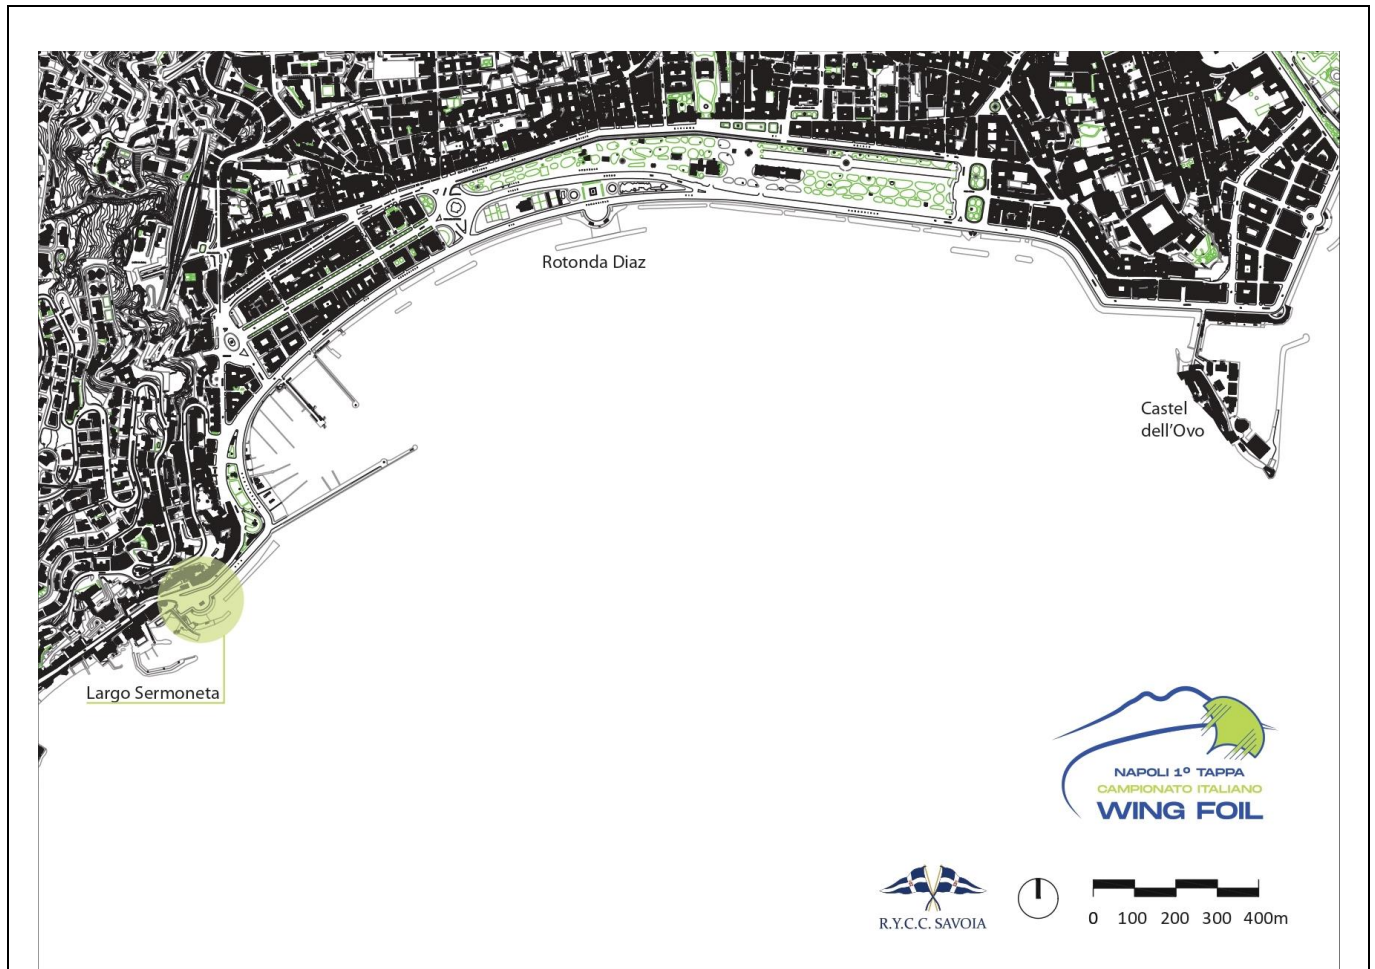 Rotonda Diaz
Castel
dell'Ovo
Largo Sermoneta
NAPOLI 1º TAPPA
CAMPIONATO ITALIANO
WING FOIL
R.Y.C.C. SAVOIA
0 100 200 300 400m